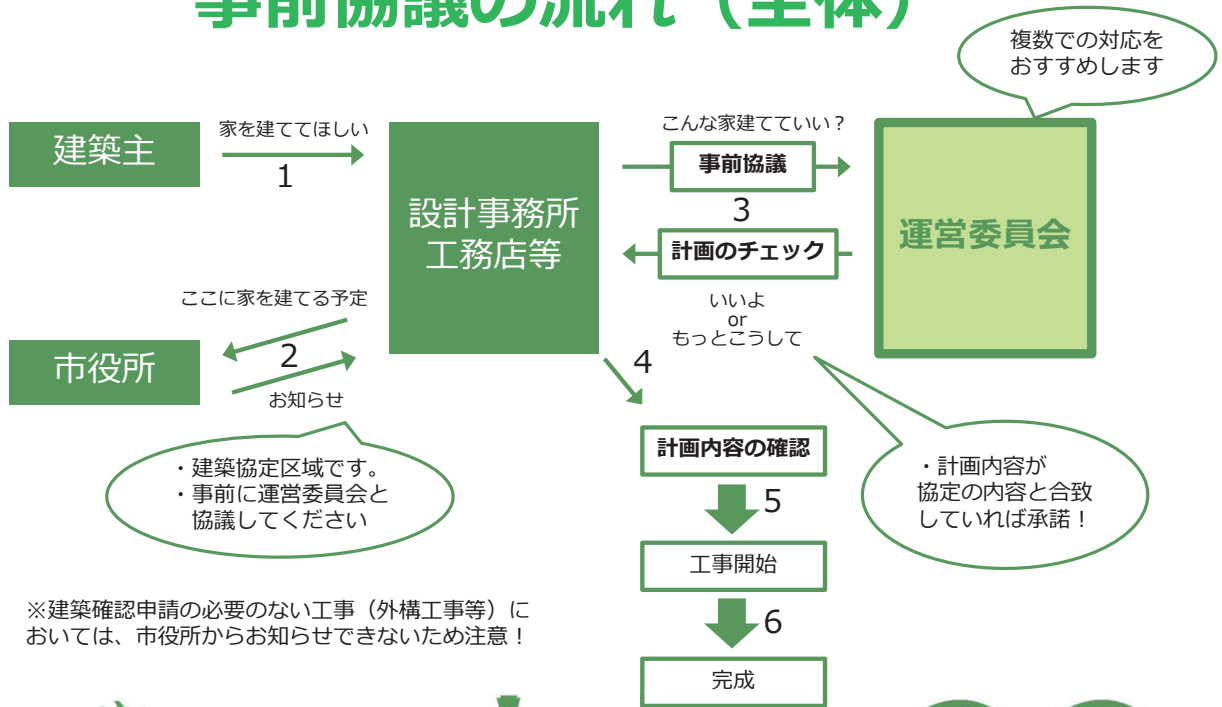 事前協議の流れ（全体）
複数での対応を
おすすめします
建築主
家を建ててほしい
1
設計事務所
工務店等
こんな家建てていい？
事前協議
3
計画のチェック
いいよ
or
もっとこうして
運営委員会
ここに家を建てる予定
市役所
2
お知らせ
・建築協定区域です。
・事前に運営委員会と
協議してください
4
計画内容の確認
・計画内容が
協定の内容と合致
していれば承諾！
5
工事開始
6
完成
※建築確認申請の必要のない工事（外構工事等）に
おいては、市役所からお知らせできないため注意！